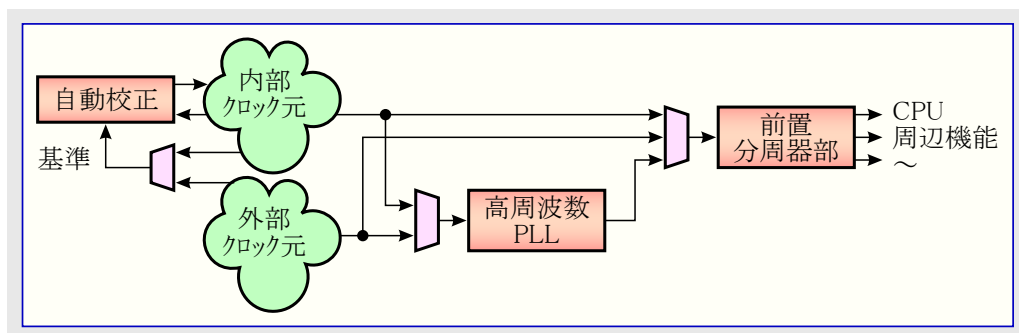 自動校正
内部
クロック元
基準
外部
クロック元
高周波数
PLL
前置
分周器部
CPU
周辺機能
～